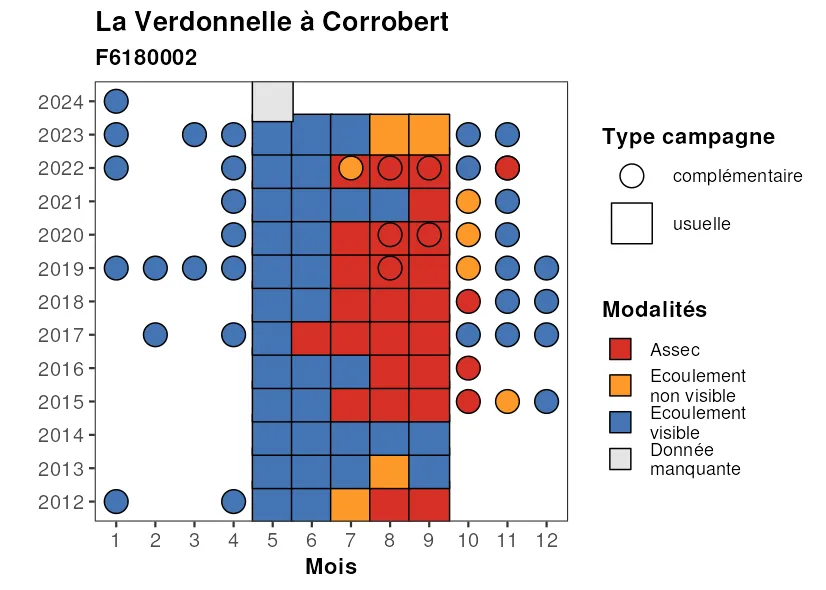 La Verdonnelle à Corrobert
F6180002
2024
2023
2022
2021
2020
2019
2018
2017
2016
2015
2014
2013
2012
1 2 3 4 5 6 7 8 9 10 11 12
Mois
Type campagne
complémentaire
usuelle
Modalités
Assec
Ecoulement
non visible
Ecoulement
visible
Donnée
manquante